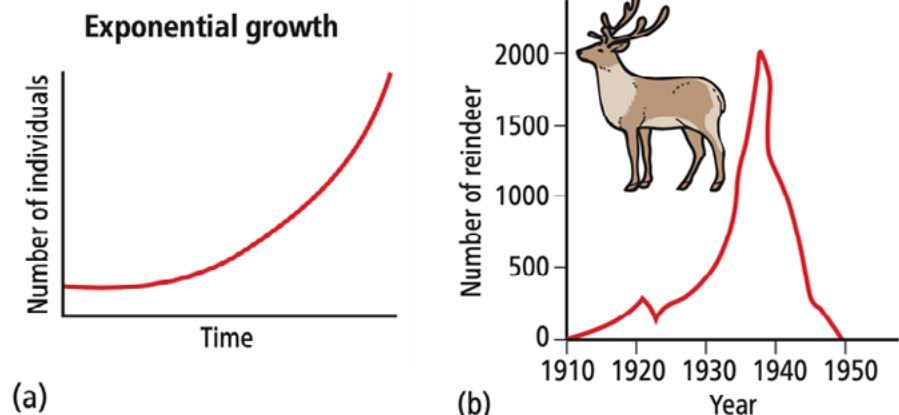 Exponential growth
Number of individuals
Time
(a)
Number of reindeer
2000
1500
1000
500
0
1910 1920 1930 1940 1950
Year
(b)